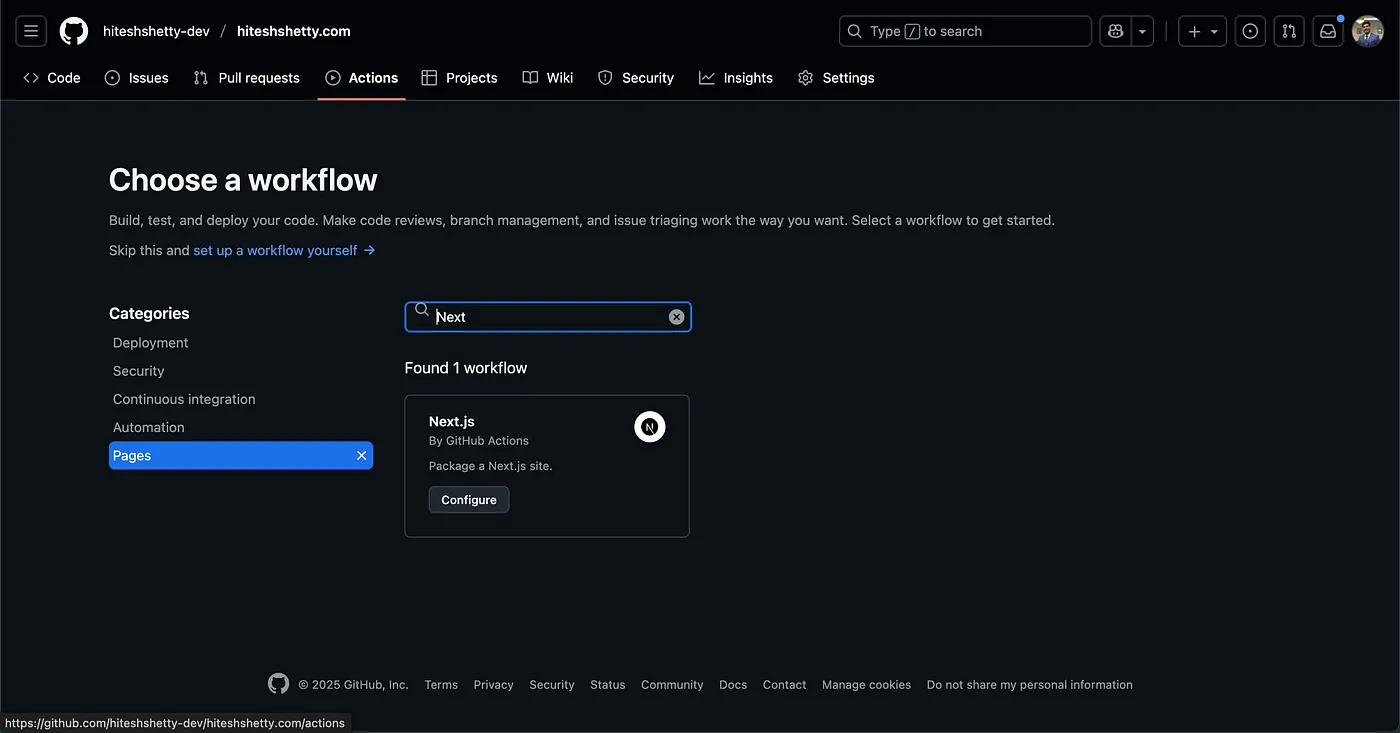 hiteshshetty-dev / hiteshshetty.com
Type / to search
Code Issues Pull requests Actions Projects Wiki Security Insights Settings
Choose a workflow
Build, test, and deploy your code. Make code reviews, branch management, and issue triaging work the way you want. Select a workflow to get started.
Skip this and set up a workflow yourself →
Categories
Deployment
Security
Continuous integration
Automation
Pages
Next
Found 1 workflow
Next.js
N
By GitHub Actions
Package a Next.js site.
Configure
© 2025 GitHub, Inc. Terms Privacy Security Status Community Docs Contact Manage cookies Do not share my personal information
https://github.com/hiteshshetty-dev/hiteshshetty.com/actions